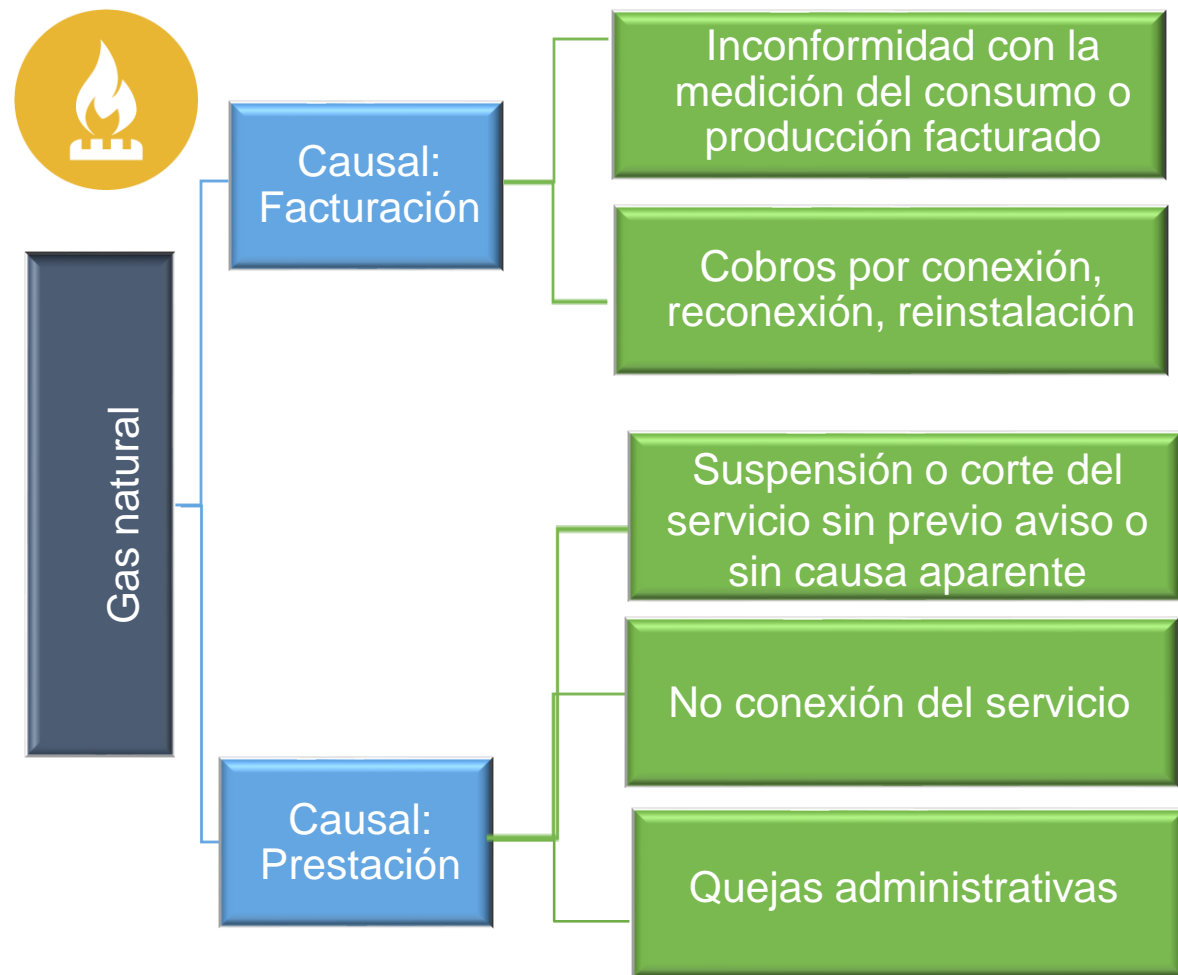 Gas natural
Causal:
Facturación
Inconformidad con la
medición del consumo o
producción facturado
Cobros por conexión,
reconexión, reinstalación
Causal:
Prestación
Suspensión o corte del
servicio sin previo aviso o
sin causa aparente
No conexión del servicio
Quejas administrativas